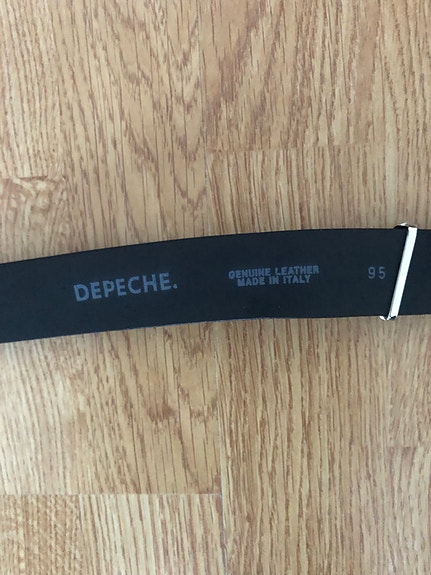 DEPECHE.
GENUINE LEATHER
MADE IN ITALY
95